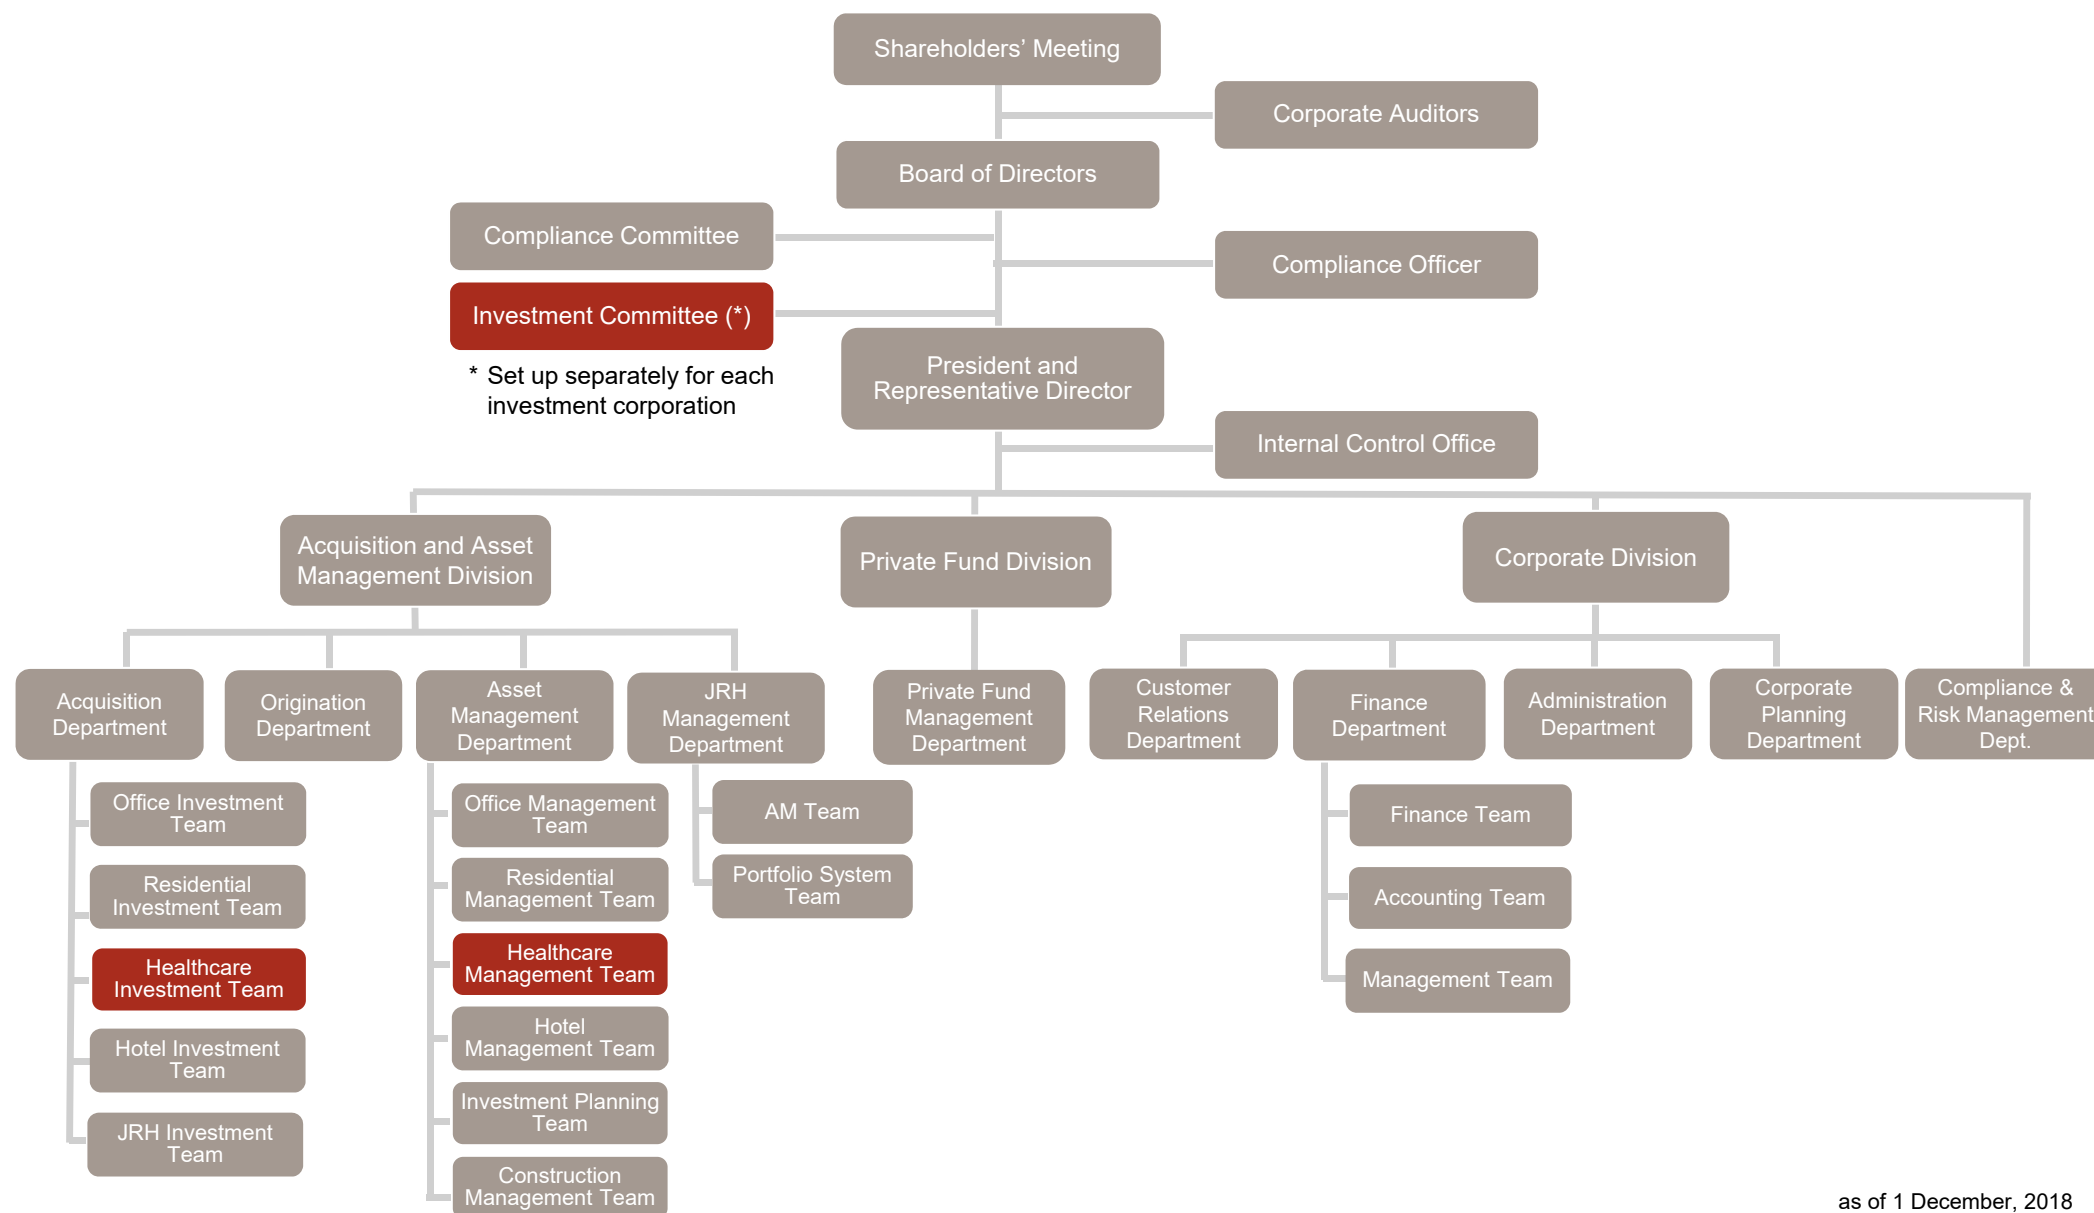 Shareholders’ Meeting
Corporate Auditors
Board of Directors
Compliance Committee
Compliance Officer
Investment Committee (*)
* Set up separately for each
investment corporation
President and
Representative Director
Internal Control Office
Acquisition and Asset
Management Division
Private Fund Division
Corporate Division
Acquisition
Department
Origination
Department
Asset
Management
Department
JRH
Management
Department
Private Fund
Management
Department
Customer
Relations
Department
Finance
Department
Administration
Department
Corporate
Planning
Department
Compliance &
Risk Management
Dept.
Office Investment
Team
Residential
Investment Team
Healthcare
Investment Team
Hotel Investment
Team
JRH Investment
Team
Office Management
Team
Residential
Management Team
Healthcare
Management Team
Hotel
Management Team
Investment Planning
Team
Construction
Management Team
AM Team
Portfolio System
Team
Finance Team
Accounting Team
Management Team
as of 1 December, 2018